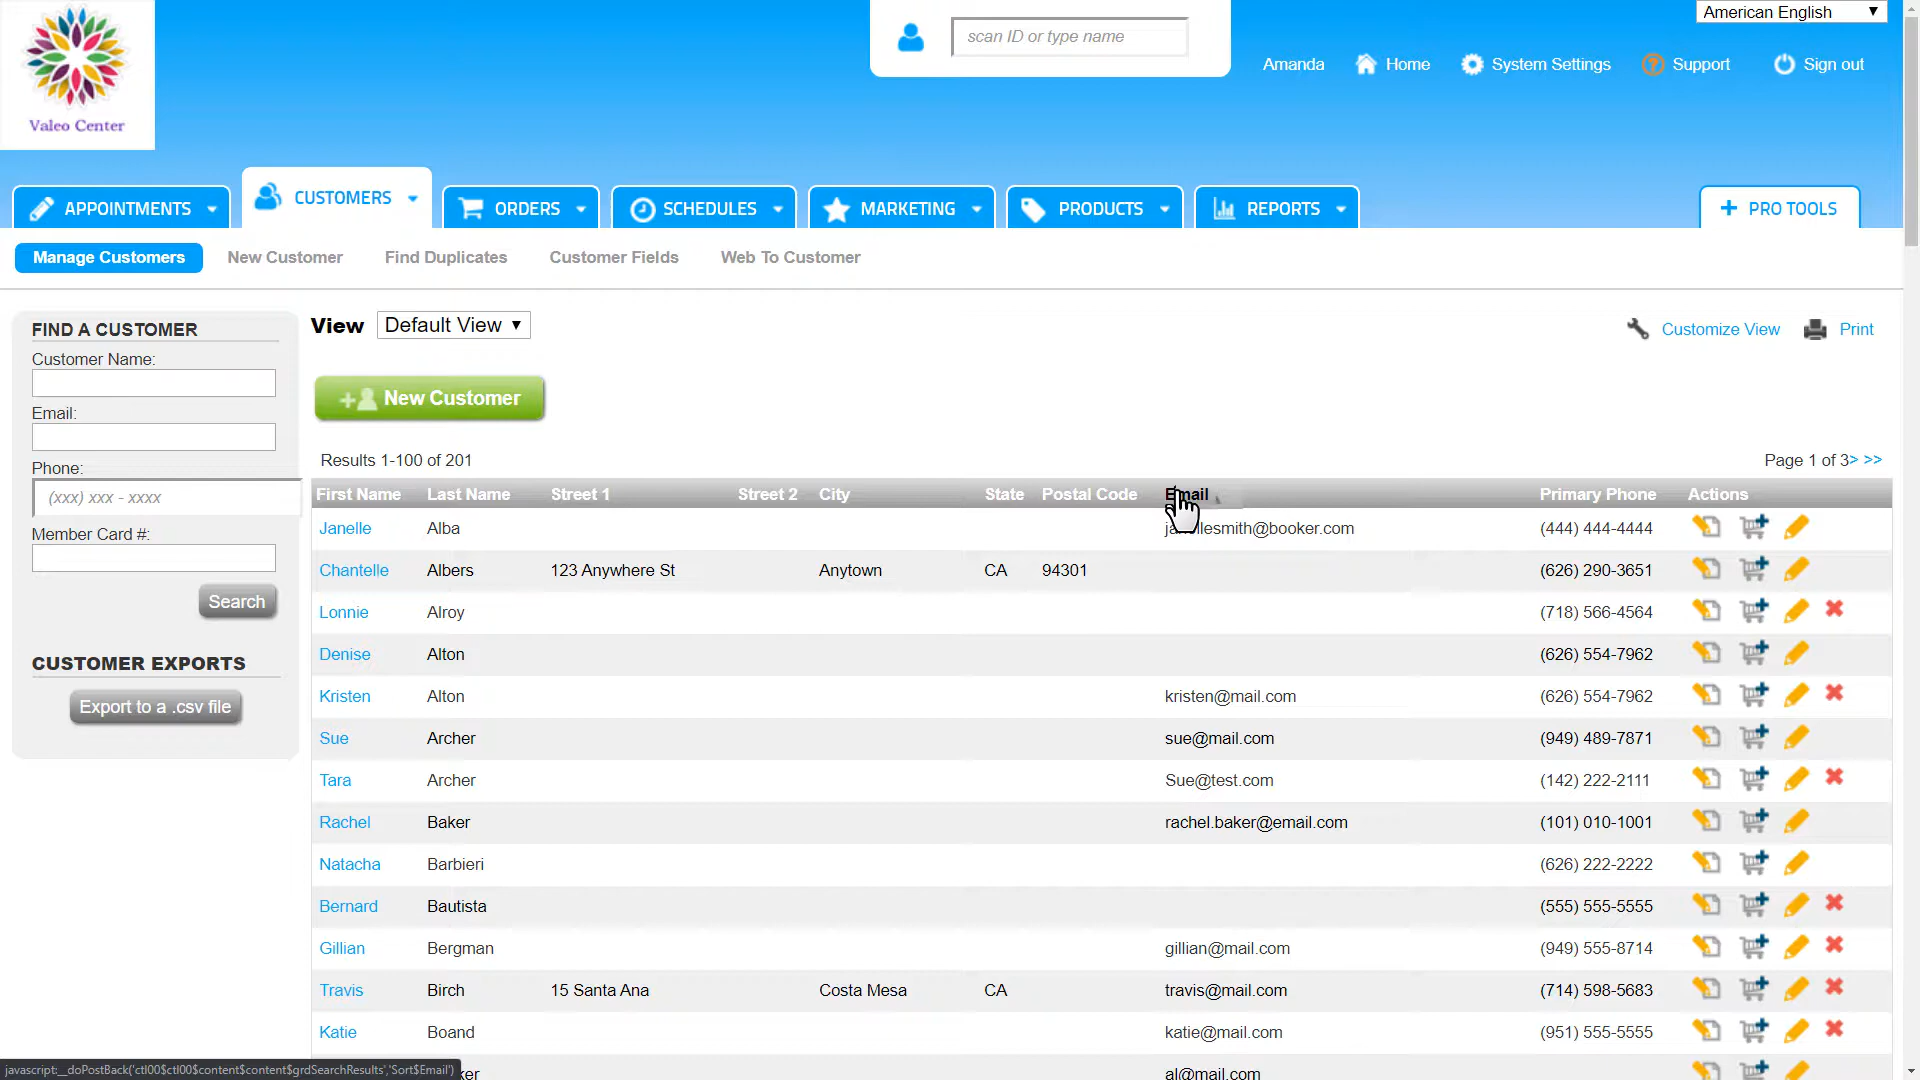 American English
scan ID or type name
Valeo Center
Amanda Home System Settings Support Sign out
APPOINTMENTS CUSTOMERS ORDERS SCHEDULES MARKETING PRODUCTS REPORTS + PRO TOOLS
Manage Customers New Customer Find Duplicates Customer Fields Web To Customer
FIND A CUSTOMER
Customer Name:
Email:
Phone:
(xxx) xxx - xxxx
Member Card #:
Search
CUSTOMER EXPORTS
Export to a .csv file
View Default View
Customize View Print
New Customer
Results 1-100 of 201
Page 1 of 3> >>
First Name Last Name Street 1 Street 2 City State Postal Code Email Primary Phone Actions
Janelle Alba (444) 444-4444
Chantelle Albers 123 Anywhere St Anytown CA 94301 (626) 290-3651
Lonnie Alroy (718) 566-4564
Denise Alton (626) 554-7962
Kristen Alton kristen@mail.com (626) 554-7962
Sue Archer sue@mail.com (949) 489-7871
Tara Archer Sue@test.com (142) 222-2111
Rachel Baker rachel.baker@email.com (101) 010-1001
Natacha Barbieri (626) 222-2222
Bernard Bautista (555) 555-5555
Gillian Bergman gillian@mail.com (949) 555-8714
Travis Birch 15 Santa Ana Costa Mesa CA travis@mail.com (714) 598-5683
Katie Boand katie@mail.com (951) 555-5555
al@mail.com
javascript:__doPostBack('ctl00$ctl00$content$content$grdSearchResults','Sort$Email')